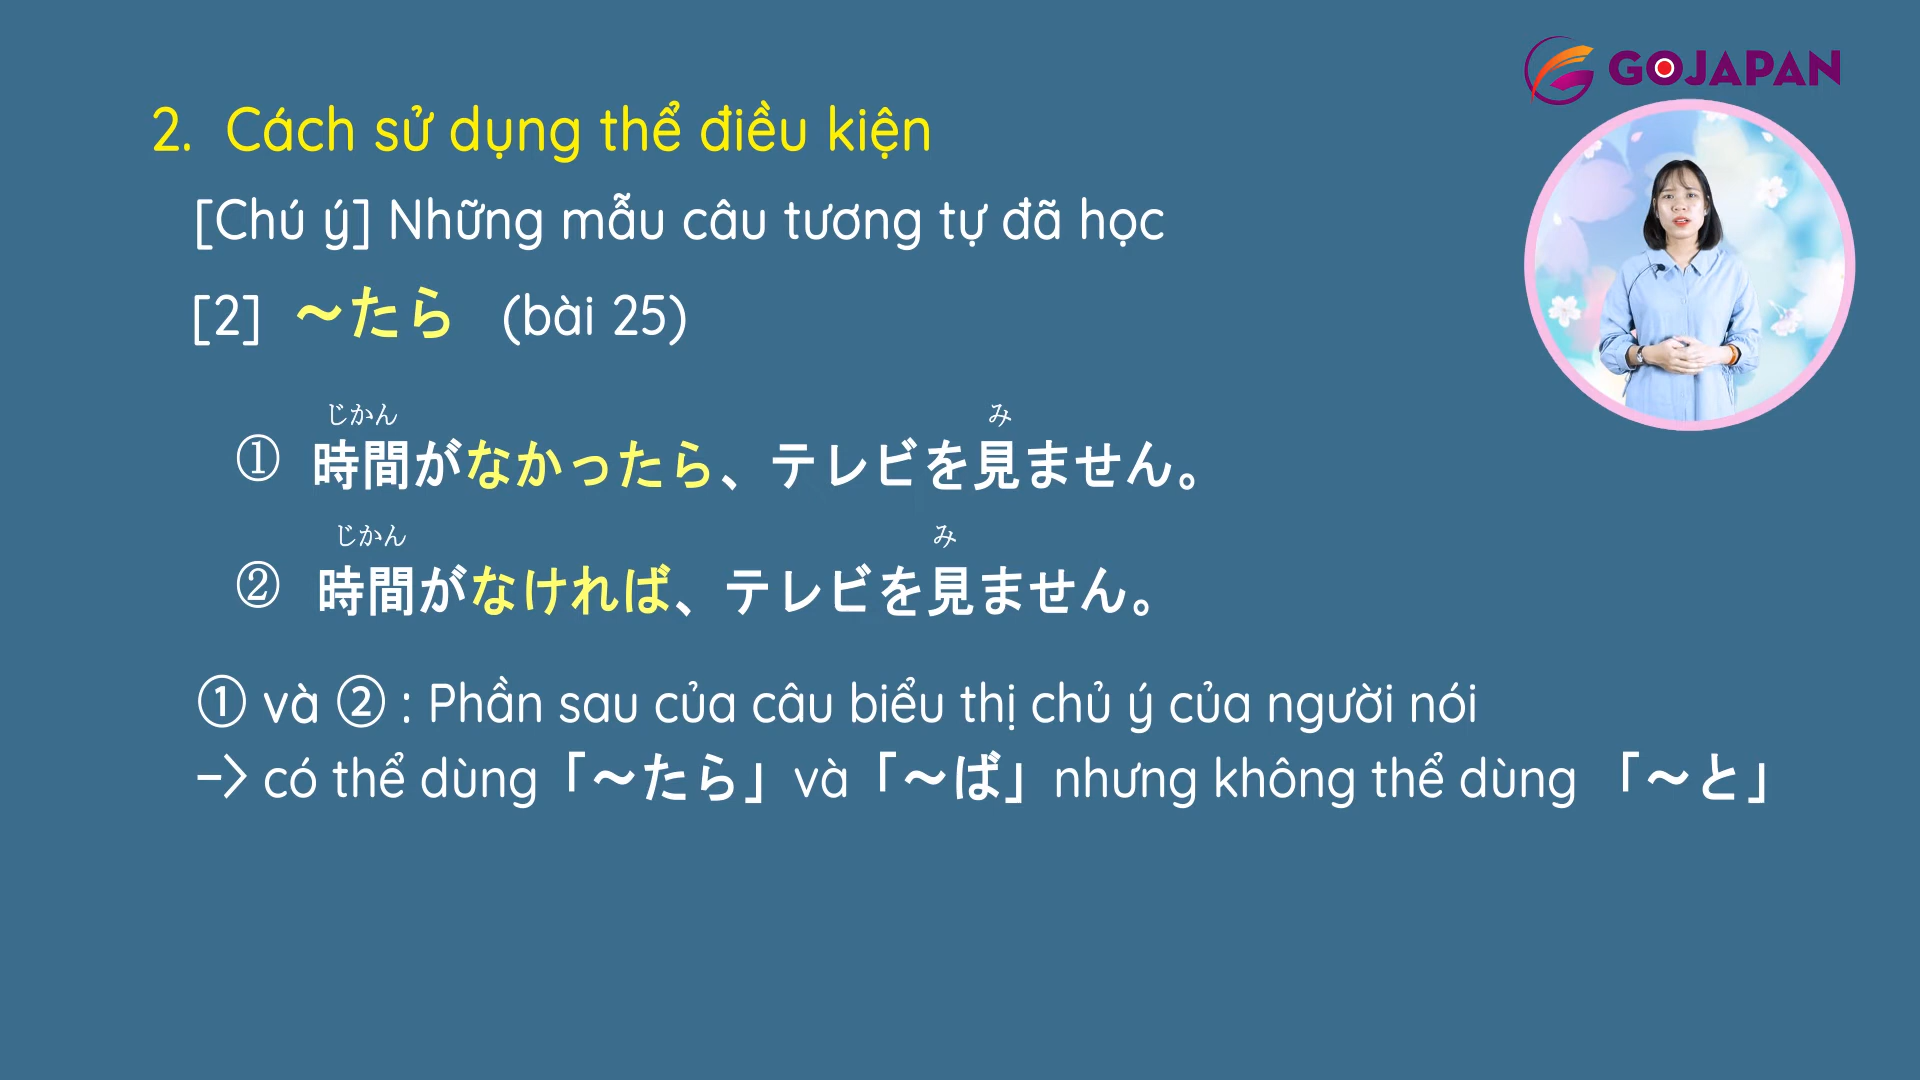 GOJAPAN
2. Cách sử dụng thể điều kiện
[Chú ý] Những mẫu câu tương tự đã học
[2] ～たら (bài 25)
じかん み
① 時間がなかったら、テレビを見ません。
じかん み
② 時間がなければ、テレビを見ません。
① và ② : Phần sau của câu biểu thị chủ ý của người nói
–> có thể dùng「～たら」và「～ば」nhưng không thể dùng「～と」